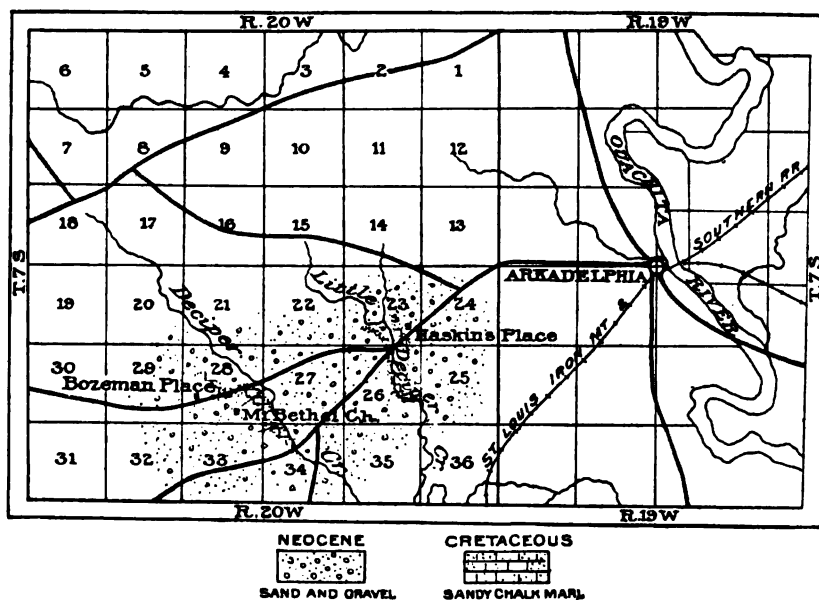 R. 20 W R. 19 W
6 5 4 3 2 1
7 8 9 10 11 12
18 17 16 15 14 13
OUACHITA RIVER
SOUTHERN RR
T. 7 S
T. 7 S
ARKADELPHIA
19 20 21 22 23 24
Deciper Cr.
Little Deciper Cr.
Haskin's Place
ST. LOUIS IRON MT. R
30 29 28 27 26 25
Bozeman Place
Mt. Bethel Ch.
31 32 33 34 35 36
R. 20 W R. 19 W
NEOCENE CRETACEOUS
SAND AND GRAVEL SANDY CHALK MARL